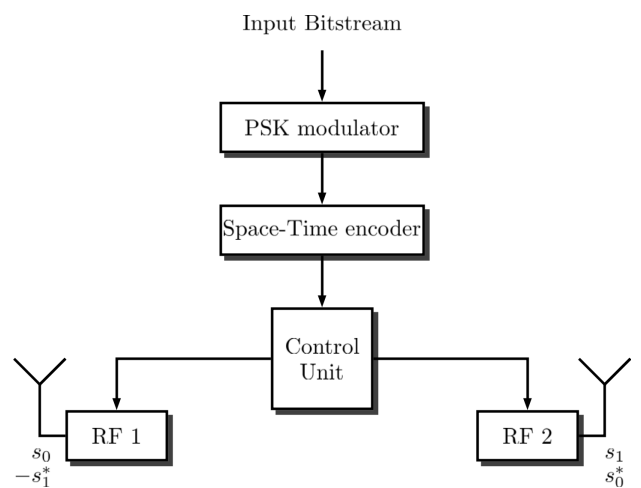 Input Bitstream
PSK modulator
Space-Time encoder
Control
Unit
RF 1
RF 2
s₀
−s₁*
s₁
s₀*